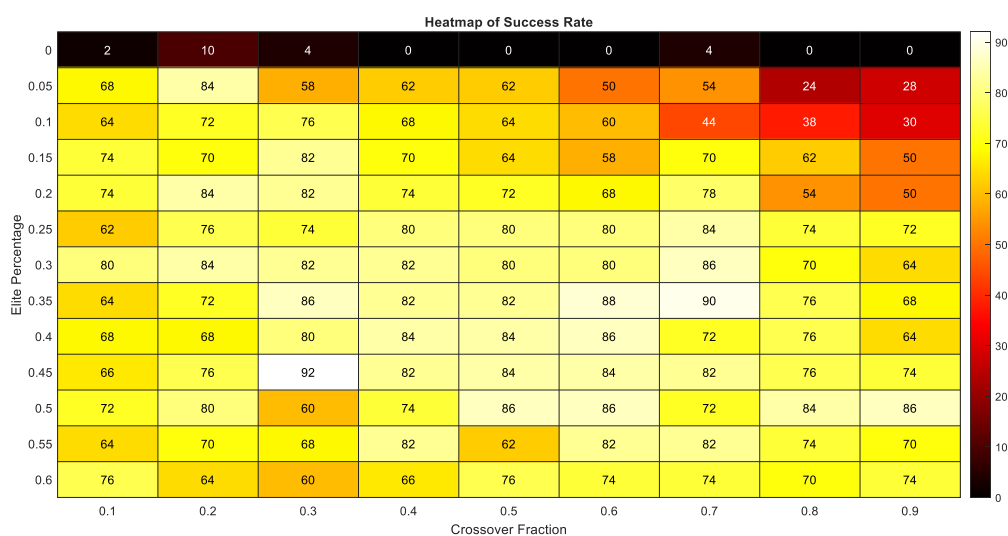 Heatmap of Success Rate
Elite Percentage
0 2 10 4 0 0 0 4 0 0
0.05 68 84 58 62 62 50 54 24 28
0.1 64 72 76 68 64 60 44 38 30
0.15 74 70 82 70 64 58 70 62 50
0.2 74 84 82 74 72 68 78 54 50
0.25 62 76 74 80 80 80 84 74 72
0.3 80 84 82 82 80 80 86 70 64
0.35 64 72 86 82 82 88 90 76 68
0.4 68 68 80 84 84 86 72 76 64
0.45 66 76 92 82 84 84 82 76 74
0.5 72 80 60 74 86 86 72 84 86
0.55 64 70 68 82 62 82 82 74 70
0.6 76 64 60 66 76 74 74 70 74
0.1 0.2 0.3 0.4 0.5 0.6 0.7 0.8 0.9
Crossover Fraction
90
80
70
60
50
40
30
20
10
0